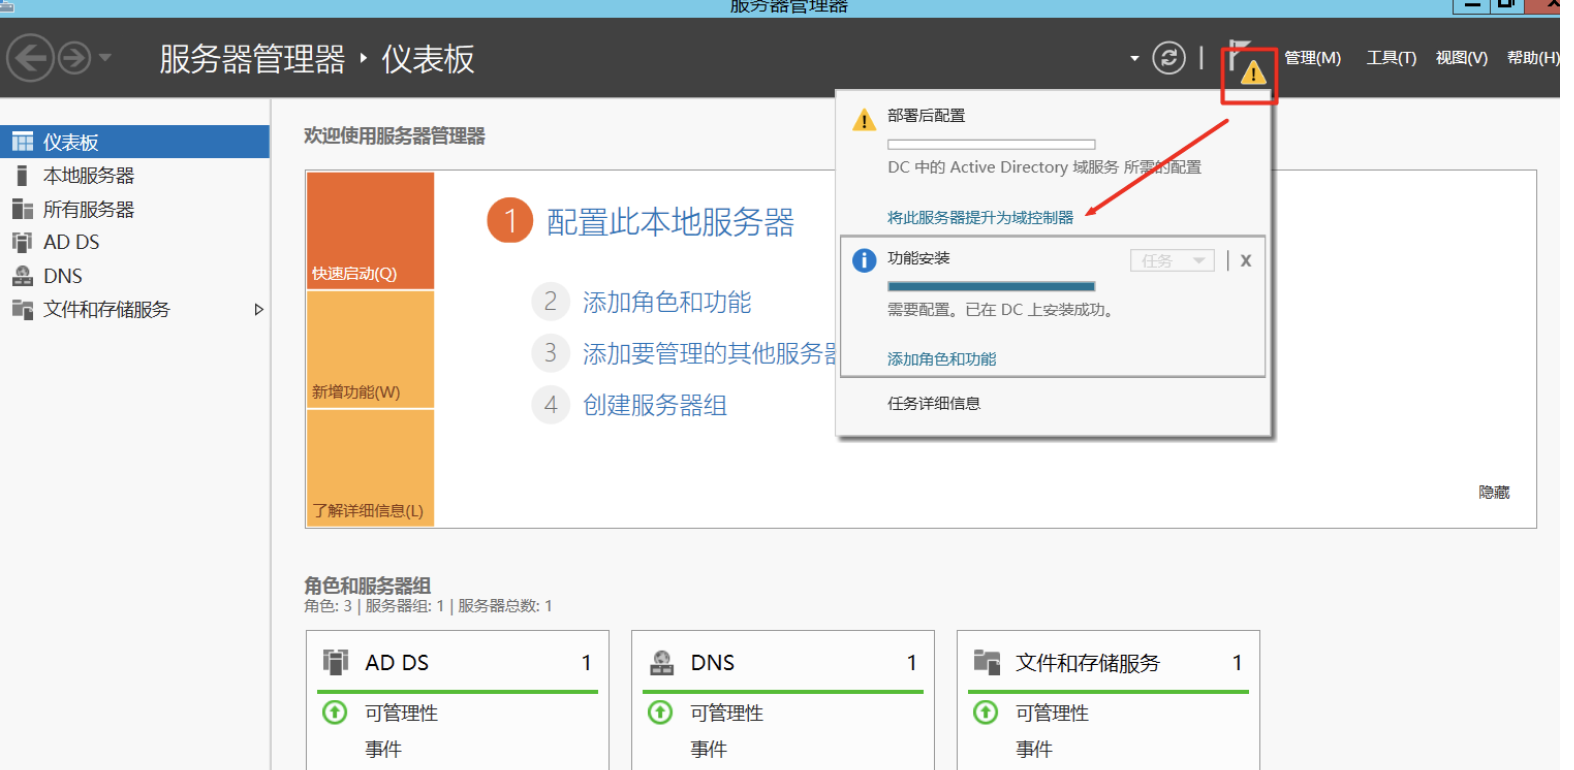 服务器管理器
服务器管理器 · 仪表板
管理(M) 工具(T) 视图(V) 帮助(H)
仪表板
本地服务器
所有服务器
AD DS
DNS
文件和存储服务
欢迎使用服务器管理器
快速启动(Q)
新增功能(W)
了解详细信息(L)
1 配置此本地服务器
2 添加角色和功能
3 添加要管理的其他服务器
4 创建服务器组
隐藏
部署后配置
DC 中的 Active Directory 域服务 所需的配置
将此服务器提升为域控制器
功能安装
任务
X
需要配置。已在 DC 上安装成功。
添加角色和功能
任务详细信息
角色和服务器组
角色: 3 | 服务器组: 1 | 服务器总数: 1
AD DS 1
可管理性
事件
DNS 1
可管理性
事件
文件和存储服务 1
可管理性
事件